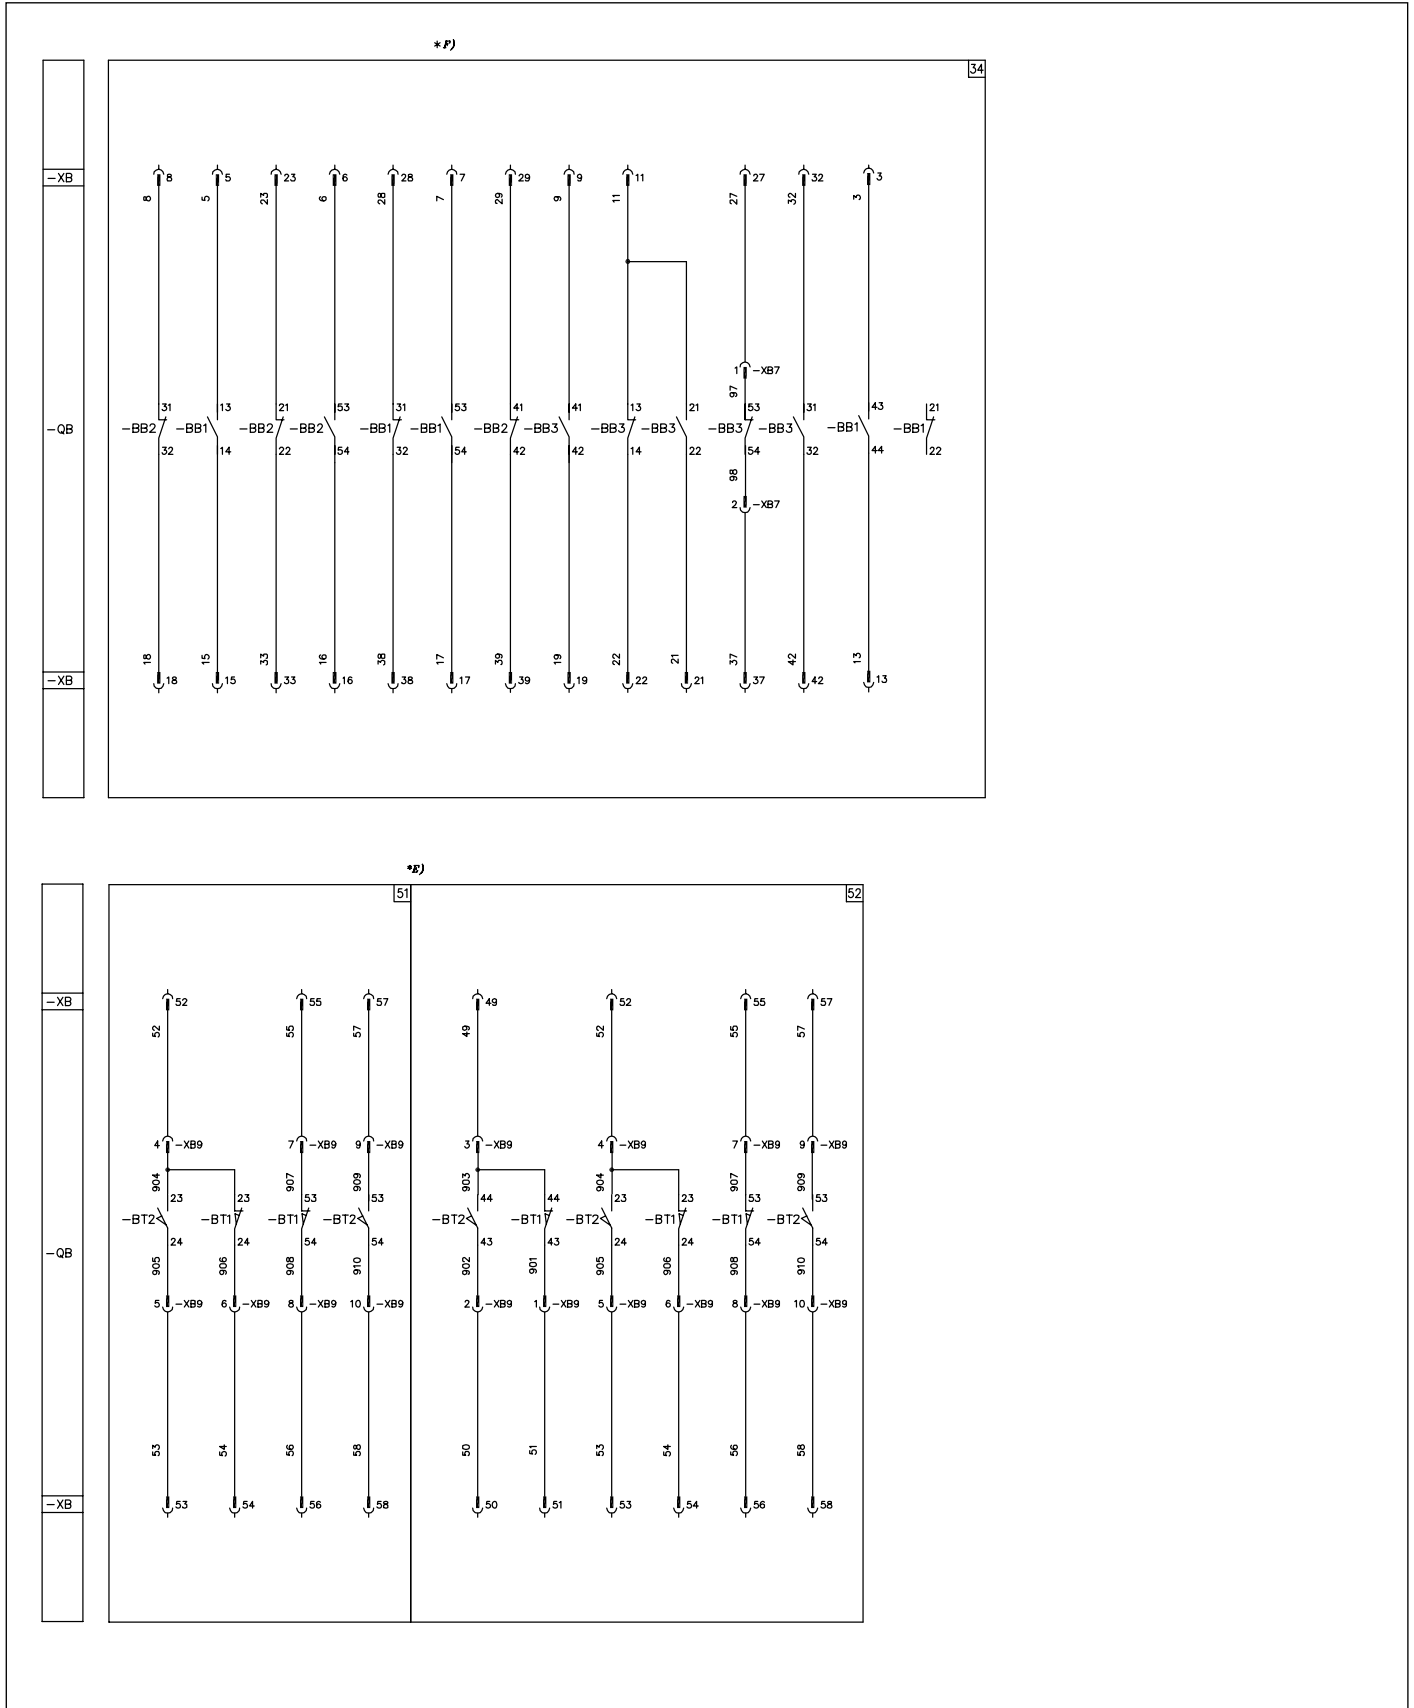 *F)
34
-XB 8 5 23 6 28 7 29 9 11 27 32 3
8 5 23 6 28 7 29 9 11 27 32 3
1 -XB7
97
31 13 21 53 31 53 41 41 13 21 53 31 43 21
-QB -BB2 -BB1 -BB2 -BB2 -BB1 -BB1 -BB2 -BB3 -BB3 -BB3 -BB3 -BB3 -BB1 -BB1
32 14 22 54 32 54 42 42 14 22 54 32 44 22
98
2 -XB7
18 15 33 16 38 17 39 19 22 21 37 42 13
-XB 18 15 33 16 38 17 39 19 22 21 37 42 13
*E)
51 52
-XB 52 55 57 49 52 55 57
52 55 57 49 52 55 57
4 -XB9 7 -XB9 9 -XB9 3 -XB9 4 -XB9 7 -XB9 9 -XB9
904 907 909 903 904 907 909
23 23 53 53 44 44 23 23 53 53
-BT2 -BT1 -BT1 -BT2 -BT2 -BT1 -BT2 -BT1 -BT1 -BT2
24 24 54 54 43 43 24 24 54 54
-QB
905 906 908 910 902 901 905 906 908 910
5 -XB9 6 -XB9 8 -XB9 10 -XB9 2 -XB9 1 -XB9 5 -XB9 6 -XB9 8 -XB9 10 -XB9
53 54 56 58 50 51 53 54 56 58
-XB 53 54 56 58 50 51 53 54 56 58